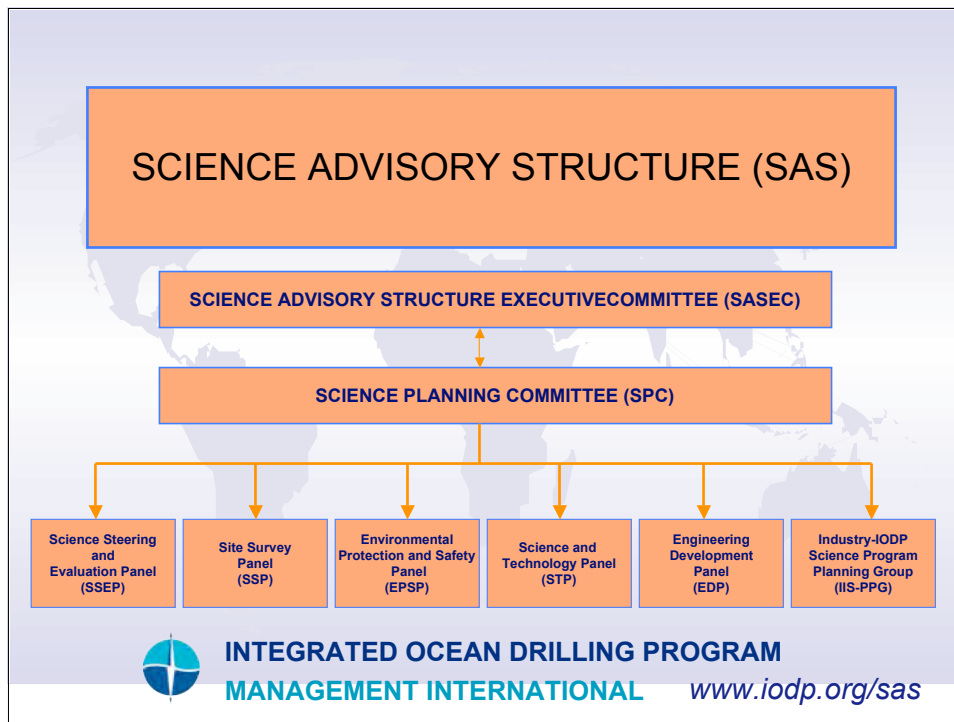 SCIENCE ADVISORY STRUCTURE (SAS)
SCIENCE ADVISORY STRUCTURE EXECUTIVECOMMITTEE (SASEC)
SCIENCE PLANNING COMMITTEE (SPC)
Science Steering
and
Evaluation Panel
(SSEP)
Site Survey
Panel
(SSP)
Environmental
Protection and Safety
Panel
(EPSP)
Science and
Technology Panel
(STP)
Engineering
Development
Panel
(EDP)
Industry-IODP
Science Program
Planning Group
(IIS-PPG)
INTEGRATED OCEAN DRILLING PROGRAM
MANAGEMENT INTERNATIONAL www.iodp.org/sas